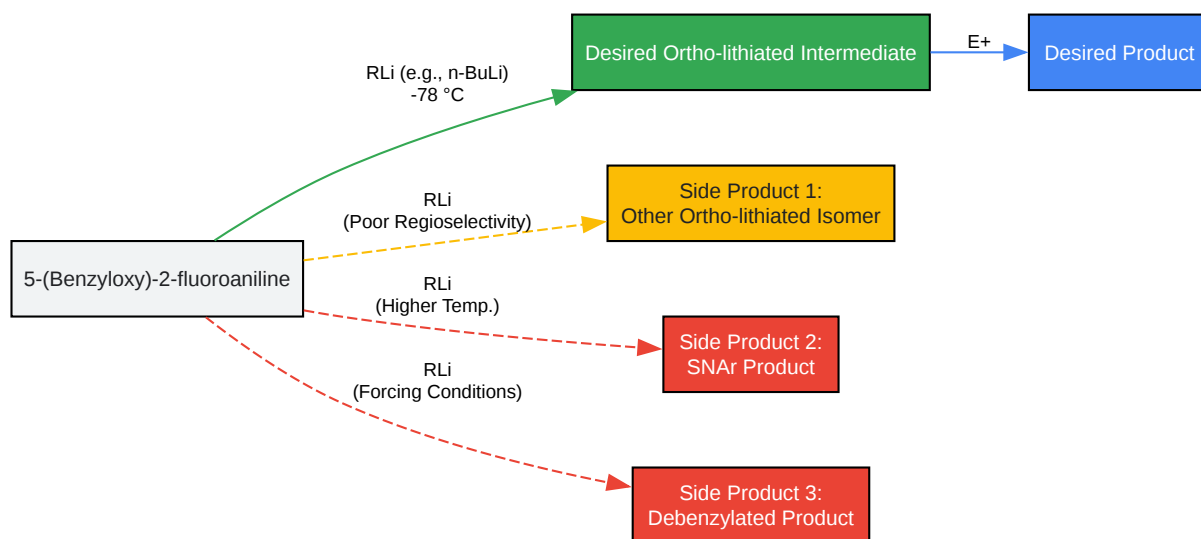 Desired Ortho-lithiated Intermediate
E+
Desired Product
RLi (e.g., n-BuLi)
-78 °C
Side Product 1:
Other Ortho-lithiated Isomer
RLi
(Poor Regioselectivity)
5-(Benzyloxy)-2-fluoroaniline
RLi
(Higher Temp.)
Side Product 2:
SNAr Product
RLi
(Forcing Conditions)
Side Product 3:
Debenzylated Product